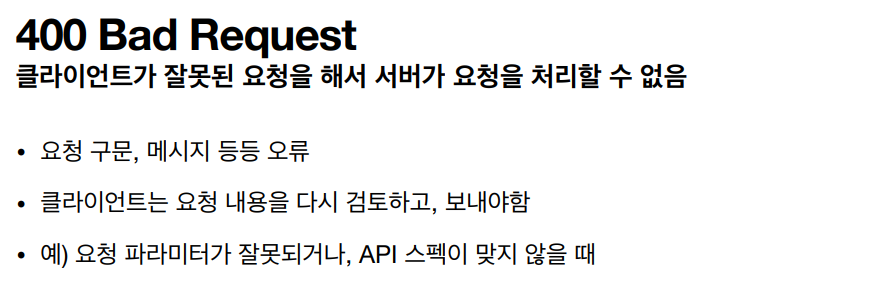 400 Bad Request
클라이언트가 잘못된 요청을 해서 서버가 요청을 처리할 수 없음
• 요청 구문, 메시지 등등 오류
• 클라이언트는 요청 내용을 다시 검토하고, 보내야함
• 예) 요청 파라미터가 잘못되거나, API 스펙이 맞지 않을 때